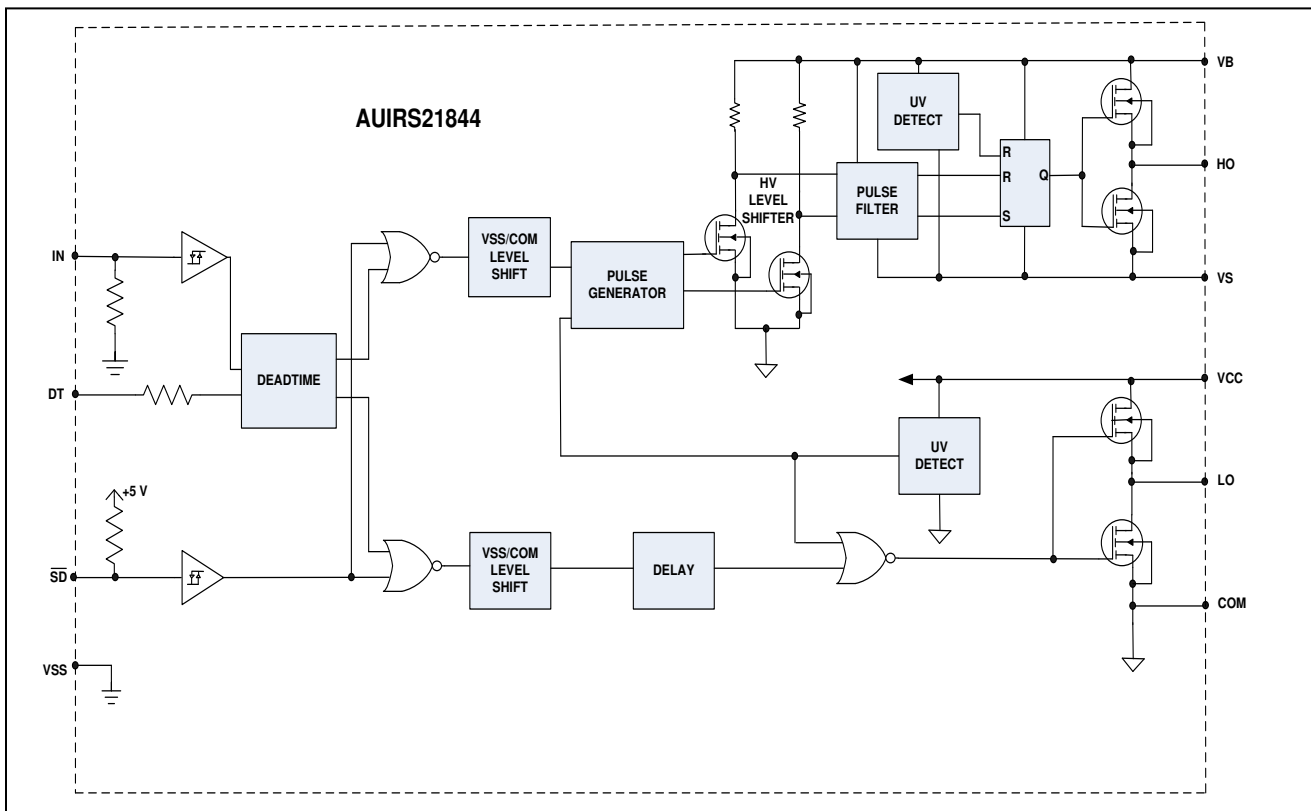 AUIRS21844
VB
UV
DETECT
R
R
Q
S
HO
HV
LEVEL
SHIFTER
PULSE
FILTER
IN
VSS/COM
LEVEL
SHIFT
PULSE
GENERATOR
VS
DEADTIME
DT
VCC
UV
DETECT
+5 V
LO
SD
VSS/COM
LEVEL
SHIFT
DELAY
COM
VSS